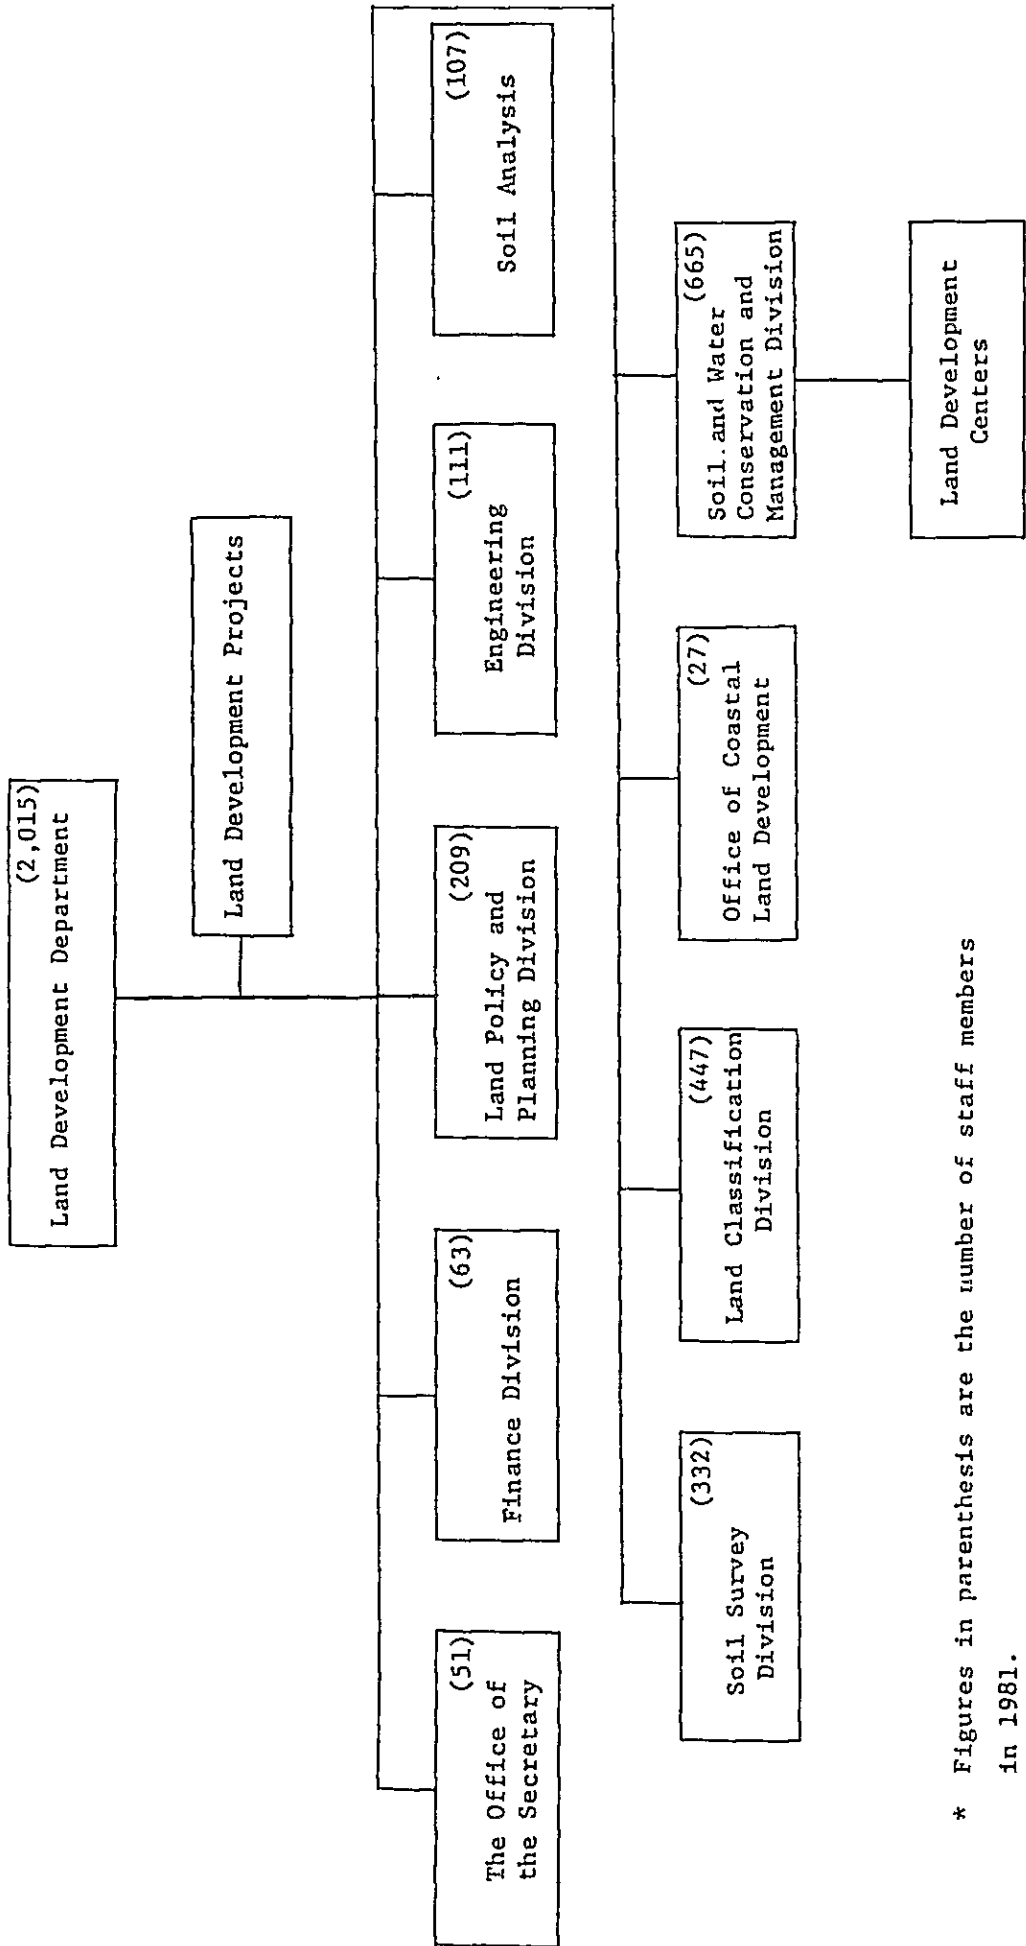 (2,015)
Land Development Department
Land Development Projects
(51)
The Office of
the Secretary
(63)
Finance Division
(209)
Land Policy and
Planning Division
(111)
Engineering
Division
(107)
Soil Analysis
(332)
Soil Survey
Division
(447)
Land Classification
Division
(27)
Office of Coastal
Land Development
(665)
Soil.and Water
Conservation and
Management Division
Land Development
Centers
* Figures in parenthesis are the number of staff members
in 1981.